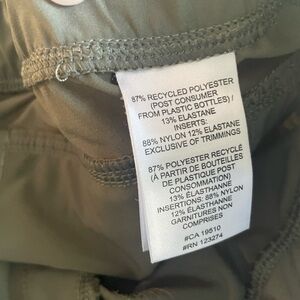 87% RECYCLED POLYESTER
(POST CONSUMER
FROM PLASTIC BOTTLES) /
13% ELASTANE
INSERTS:
88% NYLON 12% ELASTANE
EXCLUSIVE OF TRIMMINGS
87% POLYESTER RECYCLÉ
(À PARTIR DE BOUTEILLES
DE PLASTIQUE POST
CONSOMMATION)
13% ÉLASTHANNE
INSERTIONS: 88% NYLON
12% ÉLASTHANNE
GARNITURES NON
COMPRISES
#CA 19510
#RN 123274